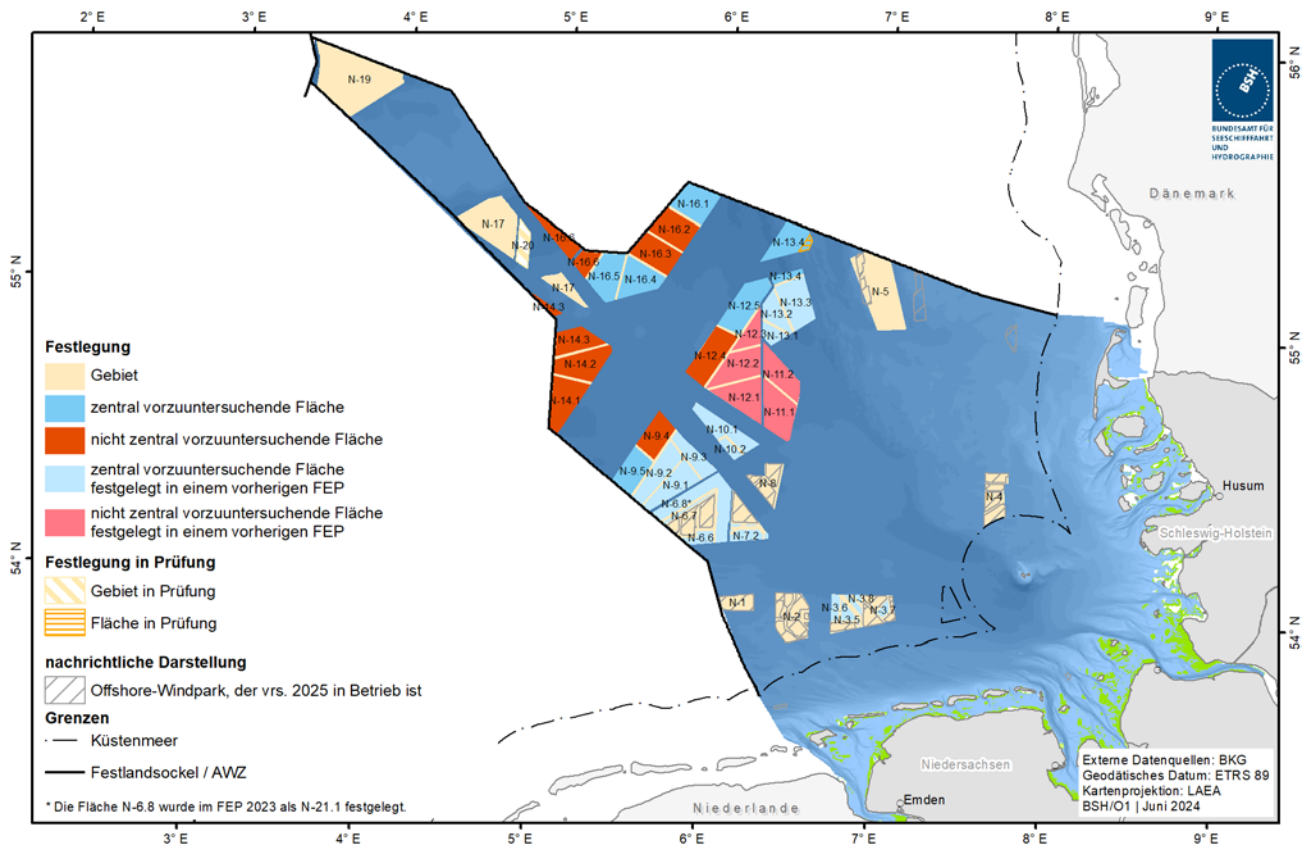 2° E 3° E 4° E 5° E 6° E 7° E 8° E 9° E
56° N
55° N
54° N
55° N
54° N
BSH
BUNDESAMT FÜR
SEESCHIFFFAHRT
UND
HYDROGRAPHIE
Dänemark
N-19
N-17
N-20
N-16.6
N-16.6
N-16.5
N-16.4
N-16.1
N-16.2
N-16.3
N-17
N-14.3
N-14.3
N-14.2
N-14.1
N-13.4
N-13.4
N-13.3
N-13.2
N-13.1
N-5
N-12.5
N-12.3
N-12.4
N-12.2
N-12.1
N-11.2
N-11.1
N-10.1
N-10.2
N-9.4
N-9.3
N-9.5
N-9.2
N-9.1
N-8
N-6.8*
N-6.7
N-6.6
N-7.2
N-4
N-1
N-2
N-3.8
N-3.6
N-3.7
N-3.5
Husum
Schleswig-Holstein
Niedersachsen
Emden
Niederlande
Festlegung
Gebiet
zentral vorzuuntersuchende Fläche
nicht zentral vorzuuntersuchende Fläche
zentral vorzuuntersuchende Fläche
festgelegt in einem vorherigen FEP
nicht zentral vorzuuntersuchende Fläche
festgelegt in einem vorherigen FEP
Festlegung in Prüfung
Gebiet in Prüfung
Fläche in Prüfung
nachrichtliche Darstellung
Offshore-Windpark, der vrs. 2025 in Betrieb ist
Grenzen
Küstenmeer
Festlandsockel / AWZ
* Die Fläche N-6.8 wurde im FEP 2023 als N-21.1 festgelegt.
Externe Datenquellen: BKG
Geodätisches Datum: ETRS 89
Kartenprojektion: LAEA
BSH/O1 | Juni 2024
3° E 4° E 5° E 6° E 7° E 8° E 9° E